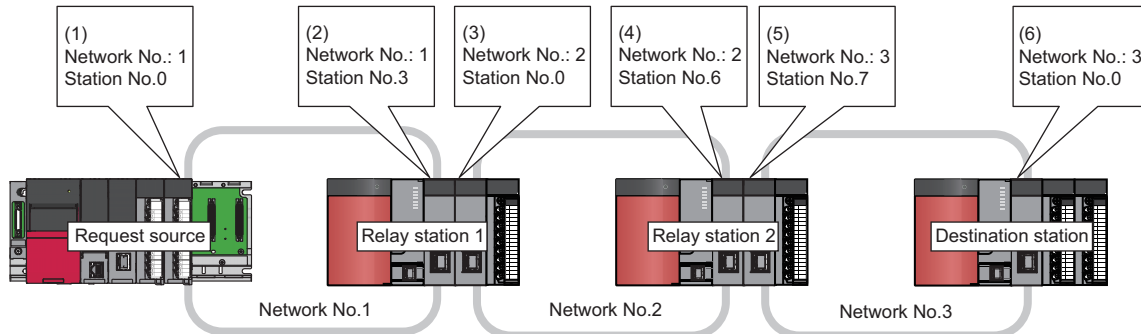 (1)
Network No.: 1
Station No.0
(2)
Network No.: 1
Station No.3
(3)
Network No.: 2
Station No.0
(4)
Network No.: 2
Station No.6
(5)
Network No.: 3
Station No.7
(6)
Network No.: 3
Station No.0
Request source
Relay station 1
Relay station 2
Destination station
Network No.1
Network No.2
Network No.3